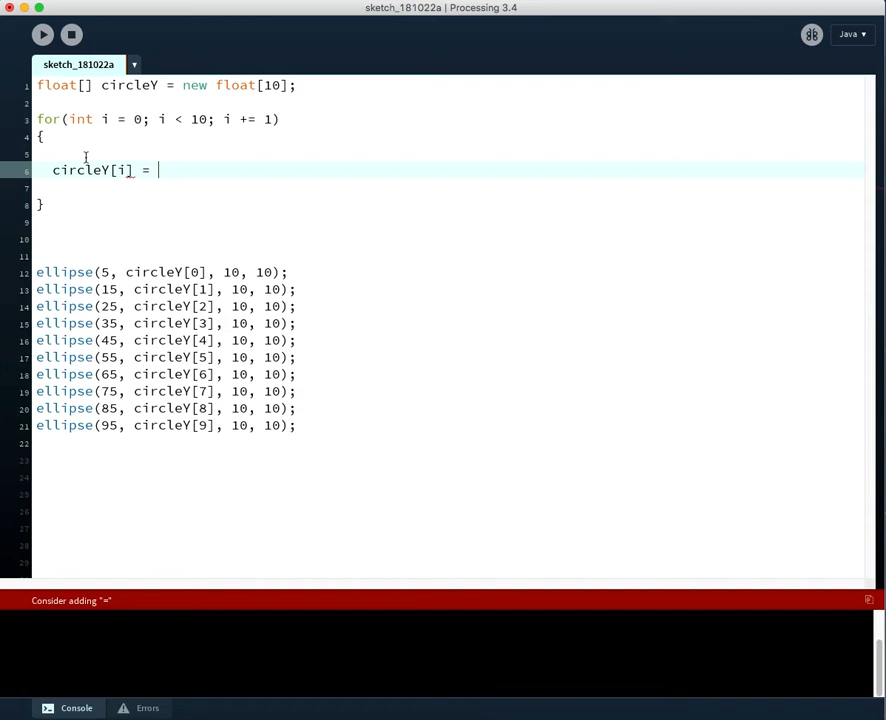 sketch_181022a | Processing 3.4
Java ▾
sketch_181022a ▾
1 float[] circleY = new float[10];
2
3 for(int i = 0; i < 10; i += 1)
4 {
5
6 circleY[i] =
7
8 }
9
10
11
12 ellipse(5, circleY[0], 10, 10);
13 ellipse(15, circleY[1], 10, 10);
14 ellipse(25, circleY[2], 10, 10);
15 ellipse(35, circleY[3], 10, 10);
16 ellipse(45, circleY[4], 10, 10);
17 ellipse(55, circleY[5], 10, 10);
18 ellipse(65, circleY[6], 10, 10);
19 ellipse(75, circleY[7], 10, 10);
20 ellipse(85, circleY[8], 10, 10);
21 ellipse(95, circleY[9], 10, 10);
22
23
24
25
26
27
28
29
Consider adding "="
Console Errors